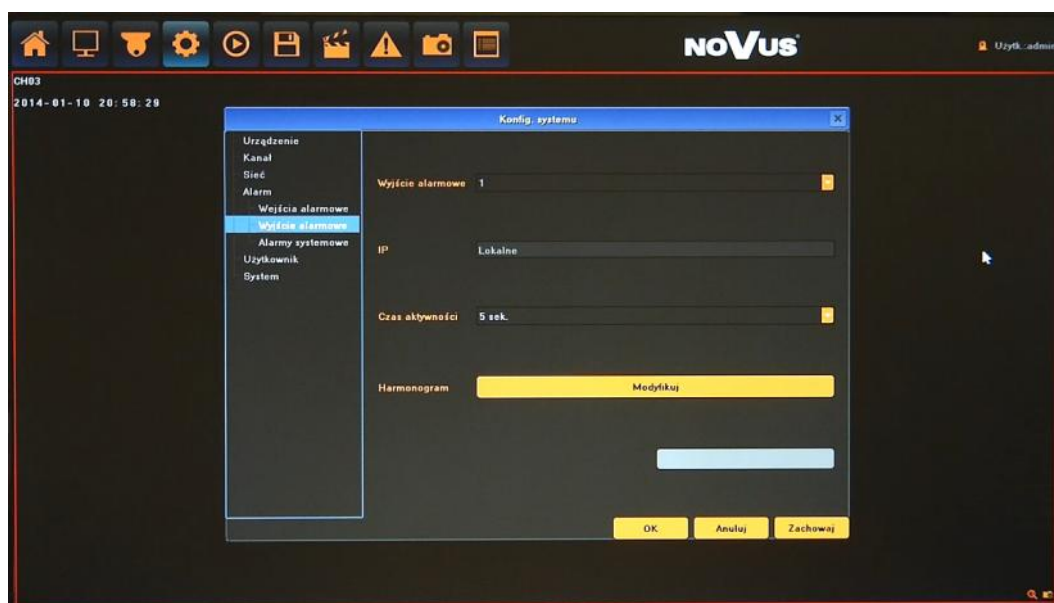 NOVUS
Użytk.:admin
CH03
2014-01-10 20:58:29
Konfig. systemu
Urządzenie
Kanał
Sieć
Alarm
Wejścia alarmowe
Wyjście alarmowe
Alarmy systemowe
Użytkownik
System
Wyjście alarmowe 1
IP Lokalne
Czas aktywności 5 sek.
Harmonogram Modyfikuj
OK Anuluj Zachowaj